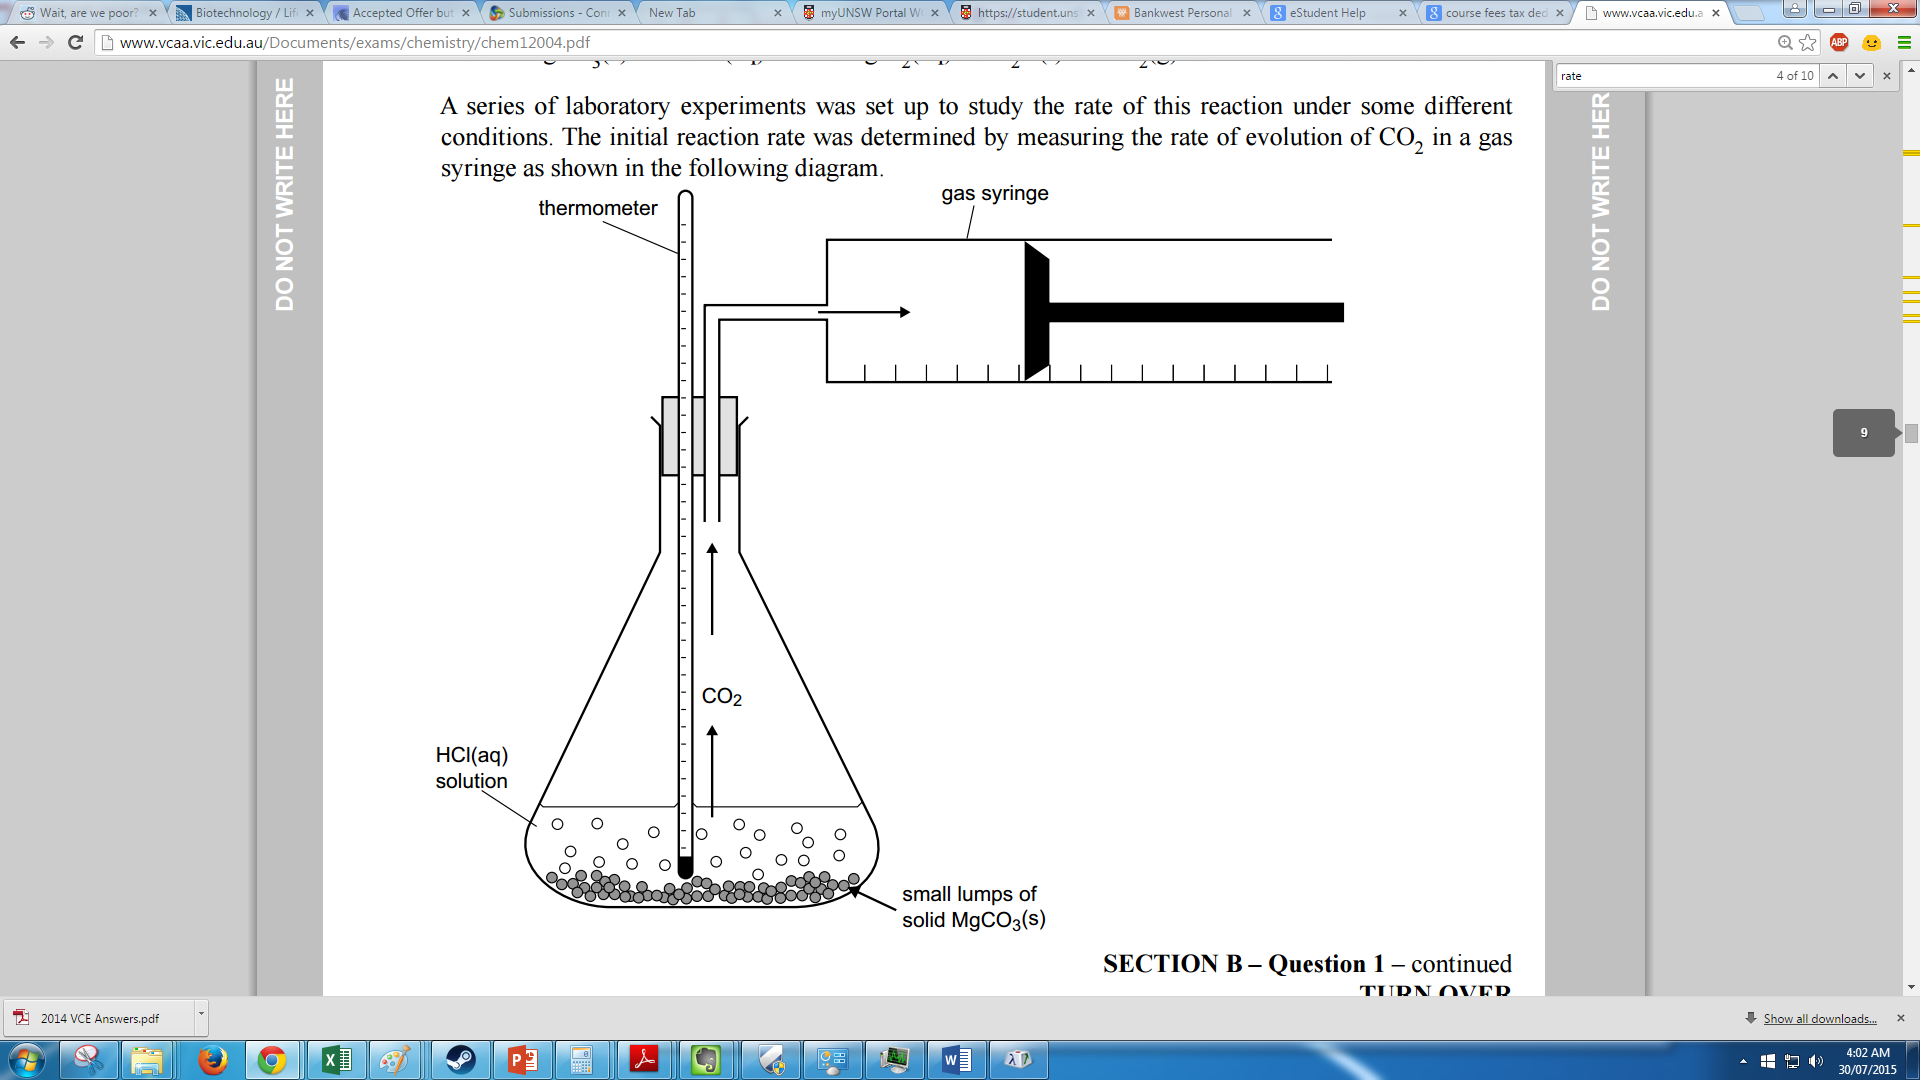 Wait, are we poor?
Biotechnology / Lif
Accepted Offer but
Submissions - Con
New Tab
myUNSW Portal W
https://student.uns
Bankwest Personal
eStudent Help
course fees tax ded
www.vcaa.vic.edu.a
www.vcaa.vic.edu.au/Documents/exams/chemistry/chem12004.pdf
ABP
rate
4 of 10
DO NOT WRITE HERE
DO NOT WRITE HERE
A series of laboratory experiments was set up to study the rate of this reaction under some different
conditions. The initial reaction rate was determined by measuring the rate of evolution of CO2 in a gas
syringe as shown in the following diagram.
gas syringe
thermometer
9
CO2
HCl(aq)
solution
small lumps of
solid MgCO3(s)
SECTION B – Question 1 – continued
TURN OVER
2014 VCE Answers.pdf
Show all downloads...
4:02 AM
30/07/2015